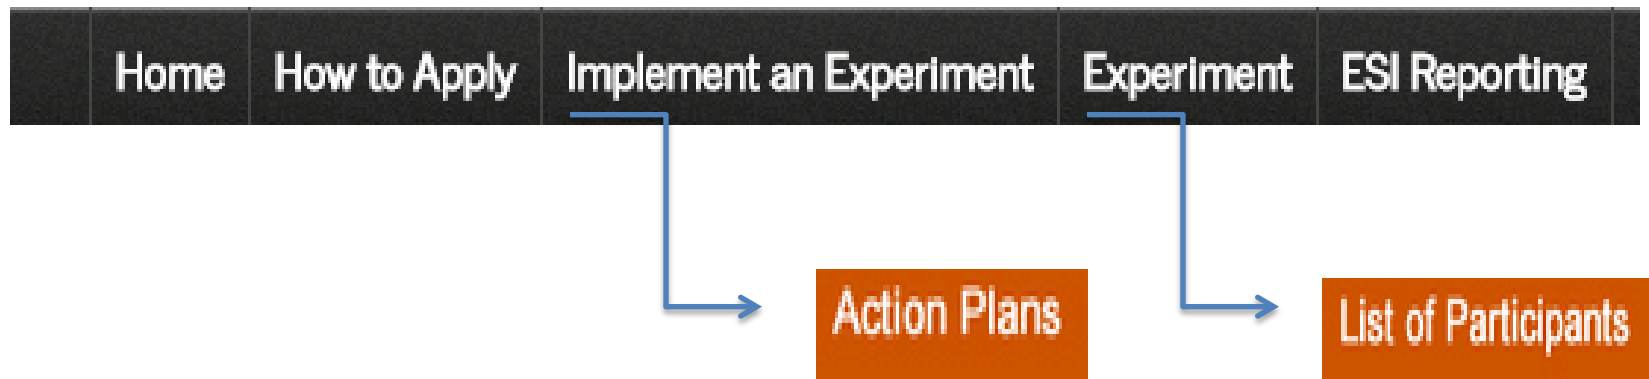 Home How to Apply Implement an Experiment Experiment ESI Reporting
Action Plans
List of Participants